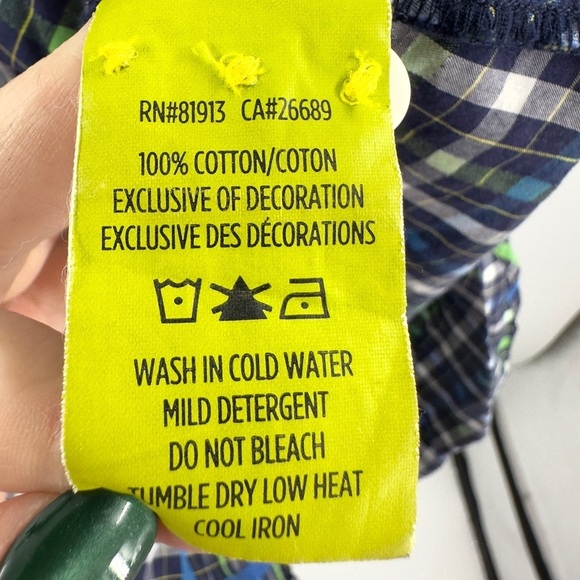 RN#81913 CA#26689
100% COTTON/COTON
EXCLUSIVE OF DECORATION
EXCLUSIVE DES DÉCORATIONS
WASH IN COLD WATER
MILD DETERGENT
DO NOT BLEACH
TUMBLE DRY LOW HEAT
COOL IRON